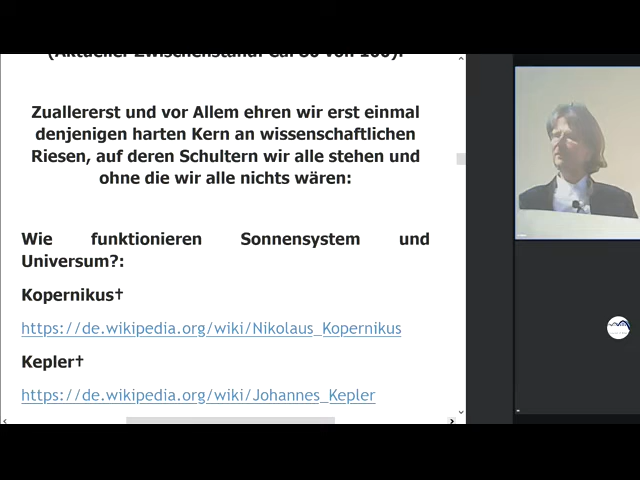 (Aktueller Zwischenstand: Ca. 80 von 100).
Zuallererst und vor Allem ehren wir erst einmal
denjenigen harten Kern an wissenschaftlichen
Riesen, auf deren Schultern wir alle stehen und
ohne die wir alle nichts wären:
Wie funktionieren Sonnensystem und
Universum?:
Kopernikus†
https://de.wikipedia.org/wiki/Nikolaus_Kopernikus
Kepler†
https://de.wikipedia.org/wiki/Johannes_Kepler